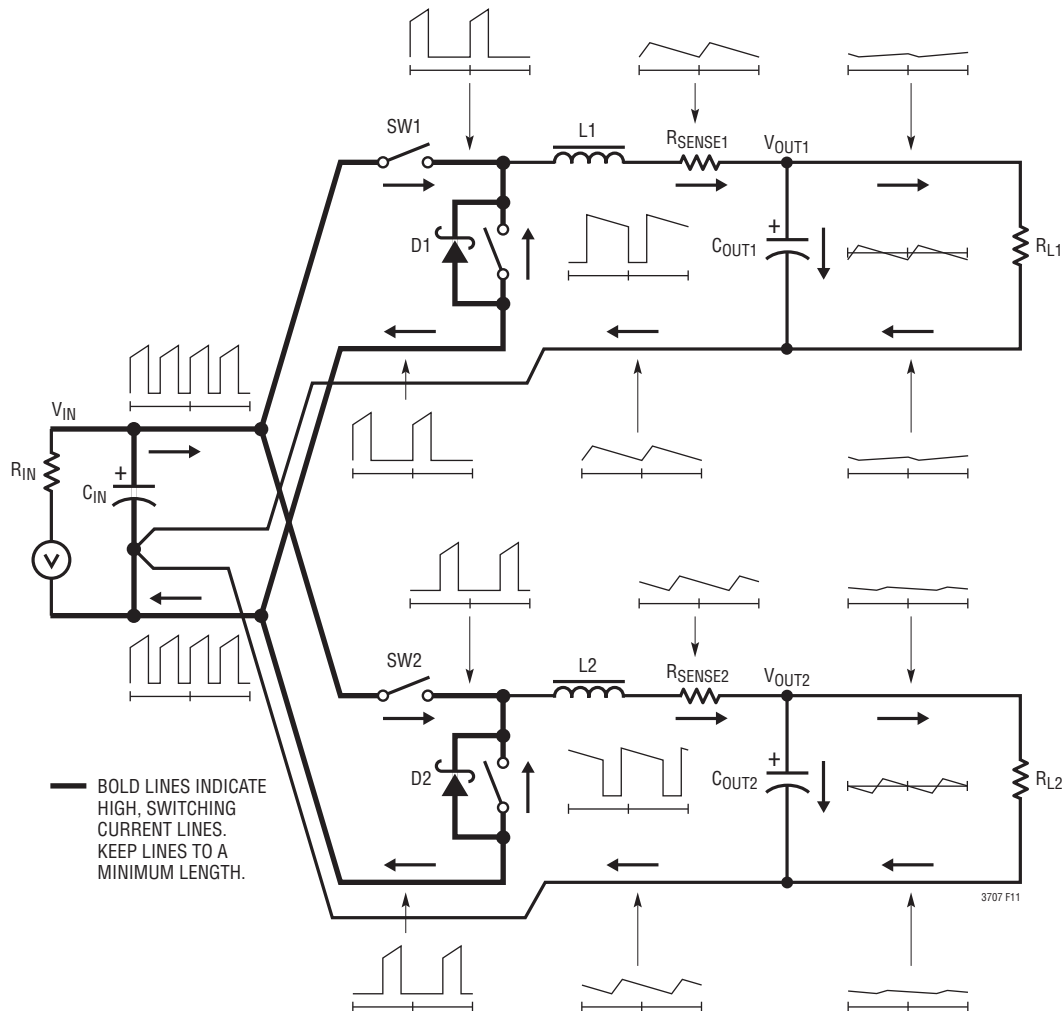 SW1
L1
RSENSE1
VOUT1
D1
COUT1
+
RL1
VIN
RIN
+
CIN
V
SW2
L2
RSENSE2
VOUT2
D2
COUT2
+
RL2
BOLD LINES INDICATE
HIGH, SWITCHING
CURRENT LINES.
KEEP LINES TO A
MINIMUM LENGTH.
3707 F11